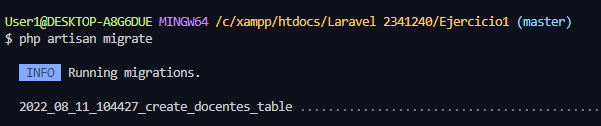 User1@DESKTOP-A8G6DUE MINGW64 /c/xampp/htdocs/Laravel 2341240/Ejercicio1 (master)
$ php artisan migrate
INFO Running migrations.
2022_08_11_104427_create_docentes_table ............................................